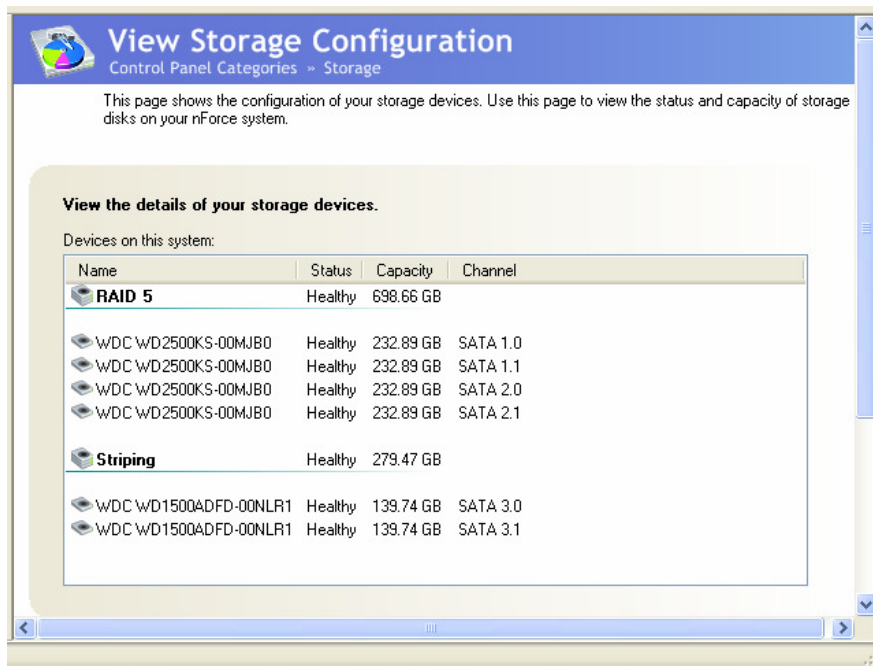 View Storage Configuration
Control Panel Categories » Storage
This page shows the configuration of your storage devices. Use this page to view the status and capacity of storage
disks on your nForce system.
View the details of your storage devices.
Devices on this system:
Name Status Capacity Channel
RAID 5 Healthy 698.66 GB
WDC WD2500KS-00MJB0 Healthy 232.89 GB SATA 1.0
WDC WD2500KS-00MJB0 Healthy 232.89 GB SATA 1.1
WDC WD2500KS-00MJB0 Healthy 232.89 GB SATA 2.0
WDC WD2500KS-00MJB0 Healthy 232.89 GB SATA 2.1
Striping Healthy 279.47 GB
WDC WD1500ADFD-00NLR1 Healthy 139.74 GB SATA 3.0
WDC WD1500ADFD-00NLR1 Healthy 139.74 GB SATA 3.1